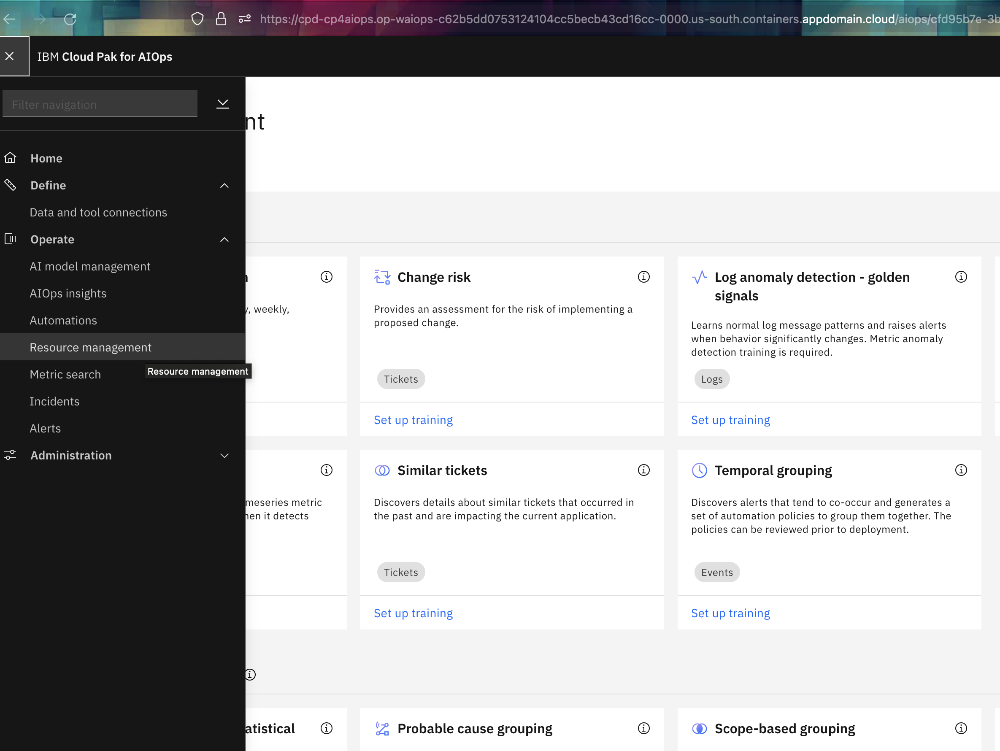 https://cpd-cp4aiops.op-waiops-c62b5dd0753124104cc5becb43cd16cc-0000.us-south.containers.appdomain.cloud/aiops/cfd95b7e-3b
IBM Cloud Pak for AIOps
Filter navigation
nt
Home
Define
Data and tool connections
Operate
AI model management
AIOps insights
Automations
Resource management
Resource management
Metric search
Incidents
Alerts
Administration
y, weekly,
Change risk
Provides an assessment for the risk of implementing a
proposed change.
Tickets
Set up training
Log anomaly detection - golden
signals
Learns normal log message patterns and raises alerts
when behavior significantly changes. Metric anomaly
detection training is required.
Logs
Set up training
meseries metric
hen it detects
Similar tickets
Discovers details about similar tickets that occurred in
the past and are impacting the current application.
Tickets
Set up training
Temporal grouping
Discovers alerts that tend to co-occur and generates a
set of automation policies to group them together. The
policies can be reviewed prior to deployment.
Events
Set up training
atistical
Probable cause grouping
Scope-based grouping